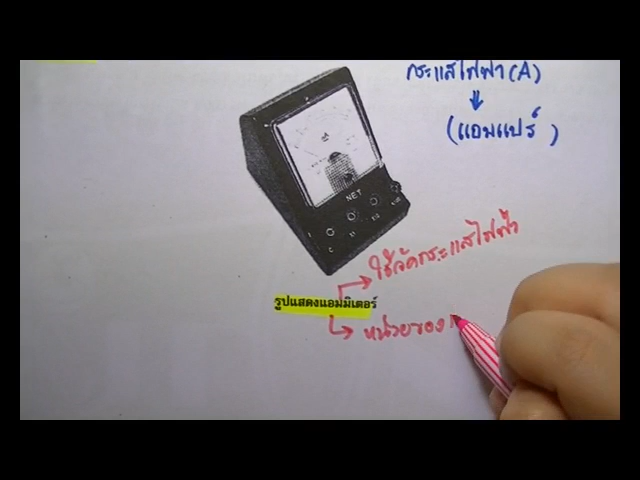 กระแสไฟฟ้า(A)
(แอมแปร์ )
NET
ใช้วัดกระแสไฟฟ้า
รูปแสดงแอมมิเตอร์
หน่วยของ